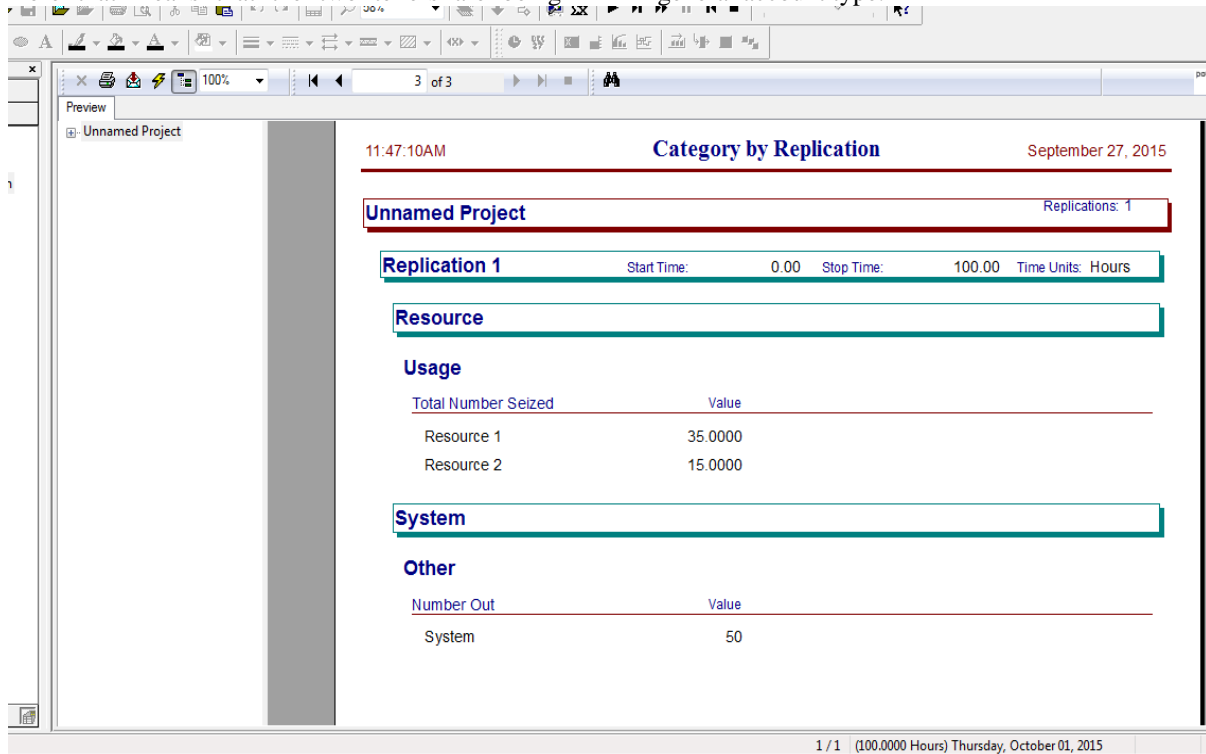 100%
3 of 3
Preview
Unnamed Project
11:47:10AM Category by Replication September 27, 2015
Unnamed Project Replications: 1
Replication 1 Start Time: 0.00 Stop Time: 100.00 Time Units: Hours
Resource
Usage
Total Number Seized Value
Resource 1 35.0000
Resource 2 15.0000
System
Other
Number Out Value
System 50
1 / 1 (100.0000 Hours) Thursday, October 01, 2015